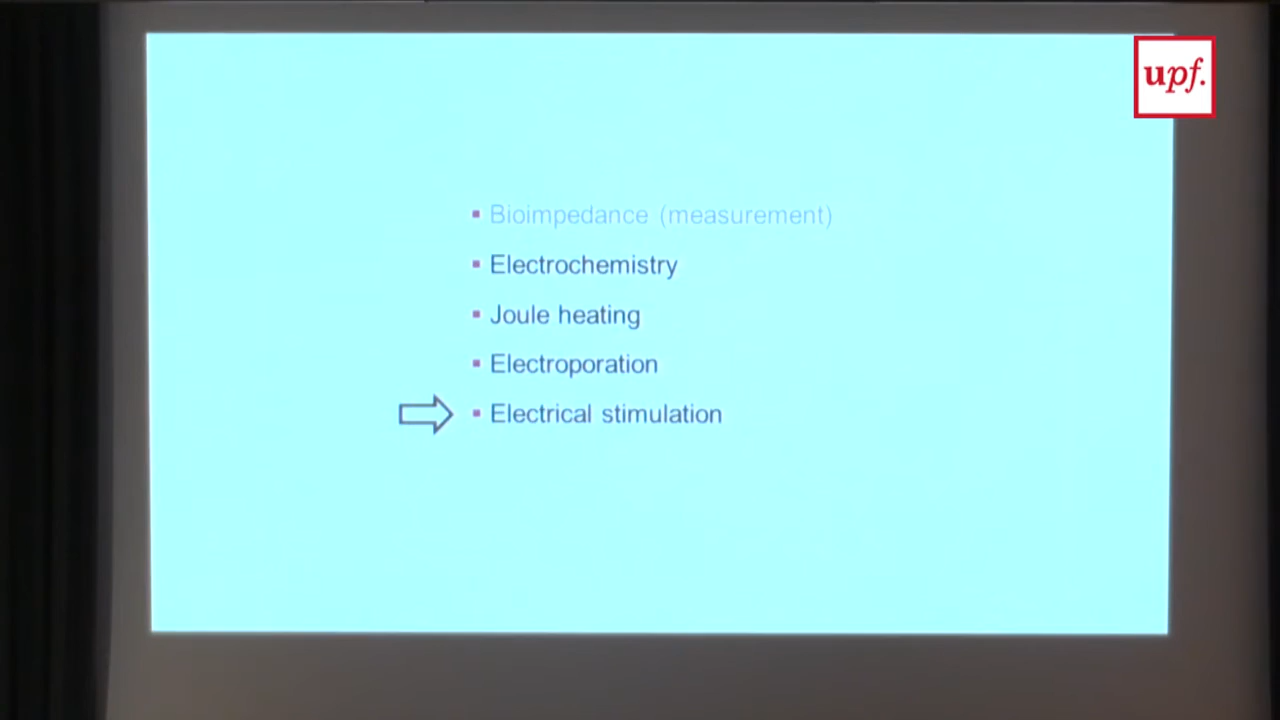 upf.
Bioimpedance (measurement)
Electrochemistry
Joule heating
Electroporation
Electrical stimulation